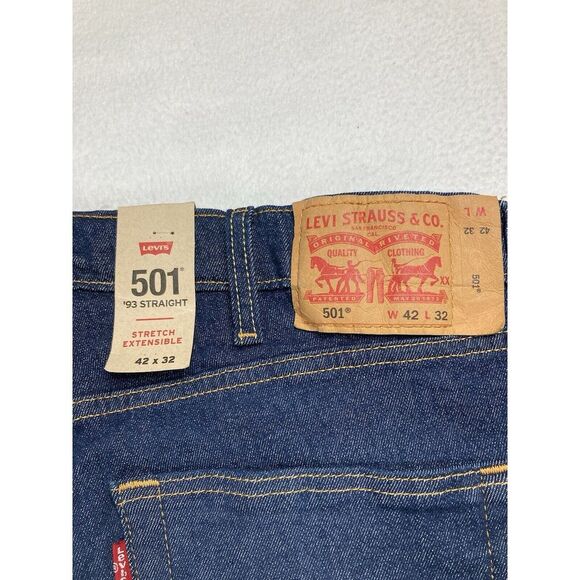 Levi's
501®
'93 STRAIGHT
STRETCH
EXTENSIBLE
42 x 32
LEVI STRAUSS & CO.
SAN FRANCISCO
CAL.
ORIGINAL RIVETED
QUALITY CLOTHING
XX
PATENTED MAY 20 1873
501® W 42 L 32
W L
42 32
501®
Levi's
®